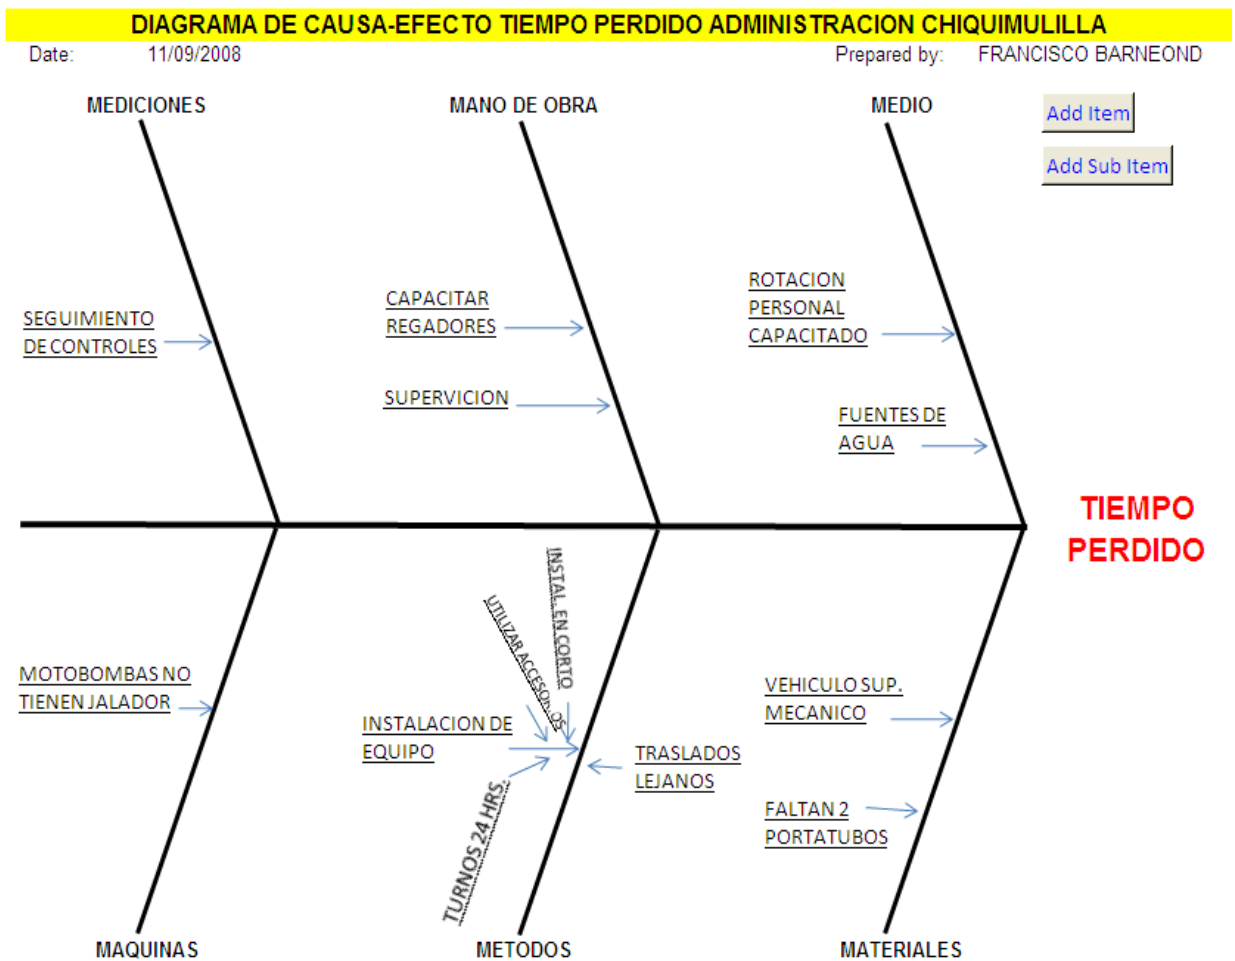 DIAGRAMA DE CAUSA-EFECTO TIEMPO PERDIDO ADMINISTRACION CHIQUIMULILLA
Date: 11/09/2008
Prepared by: FRANCISCO BARNEOND
MEDICIONES
MANO DE OBRA
MEDIO
Add Item
Add Sub Item
SEGUIMIENTO
DE CONTROLES
CAPACITAR
REGADORES
SUPERVICION
ROTACION
PERSONAL
CAPACITADO
FUENTES DE
AGUA
TIEMPO
PERDIDO
MOTOBOMBAS NO
TIENEN JALADOR
INSTAL. EN CORTO
UTILIZAR ACCESORIOS
INSTALACION DE
EQUIPO
TURNOS 24 HRS.
TRASLADOS
LEJANOS
VEHICULO SUP.
MECANICO
FALTAN 2
PORTATUBOS
MAQUINAS
METODOS
MATERIALES